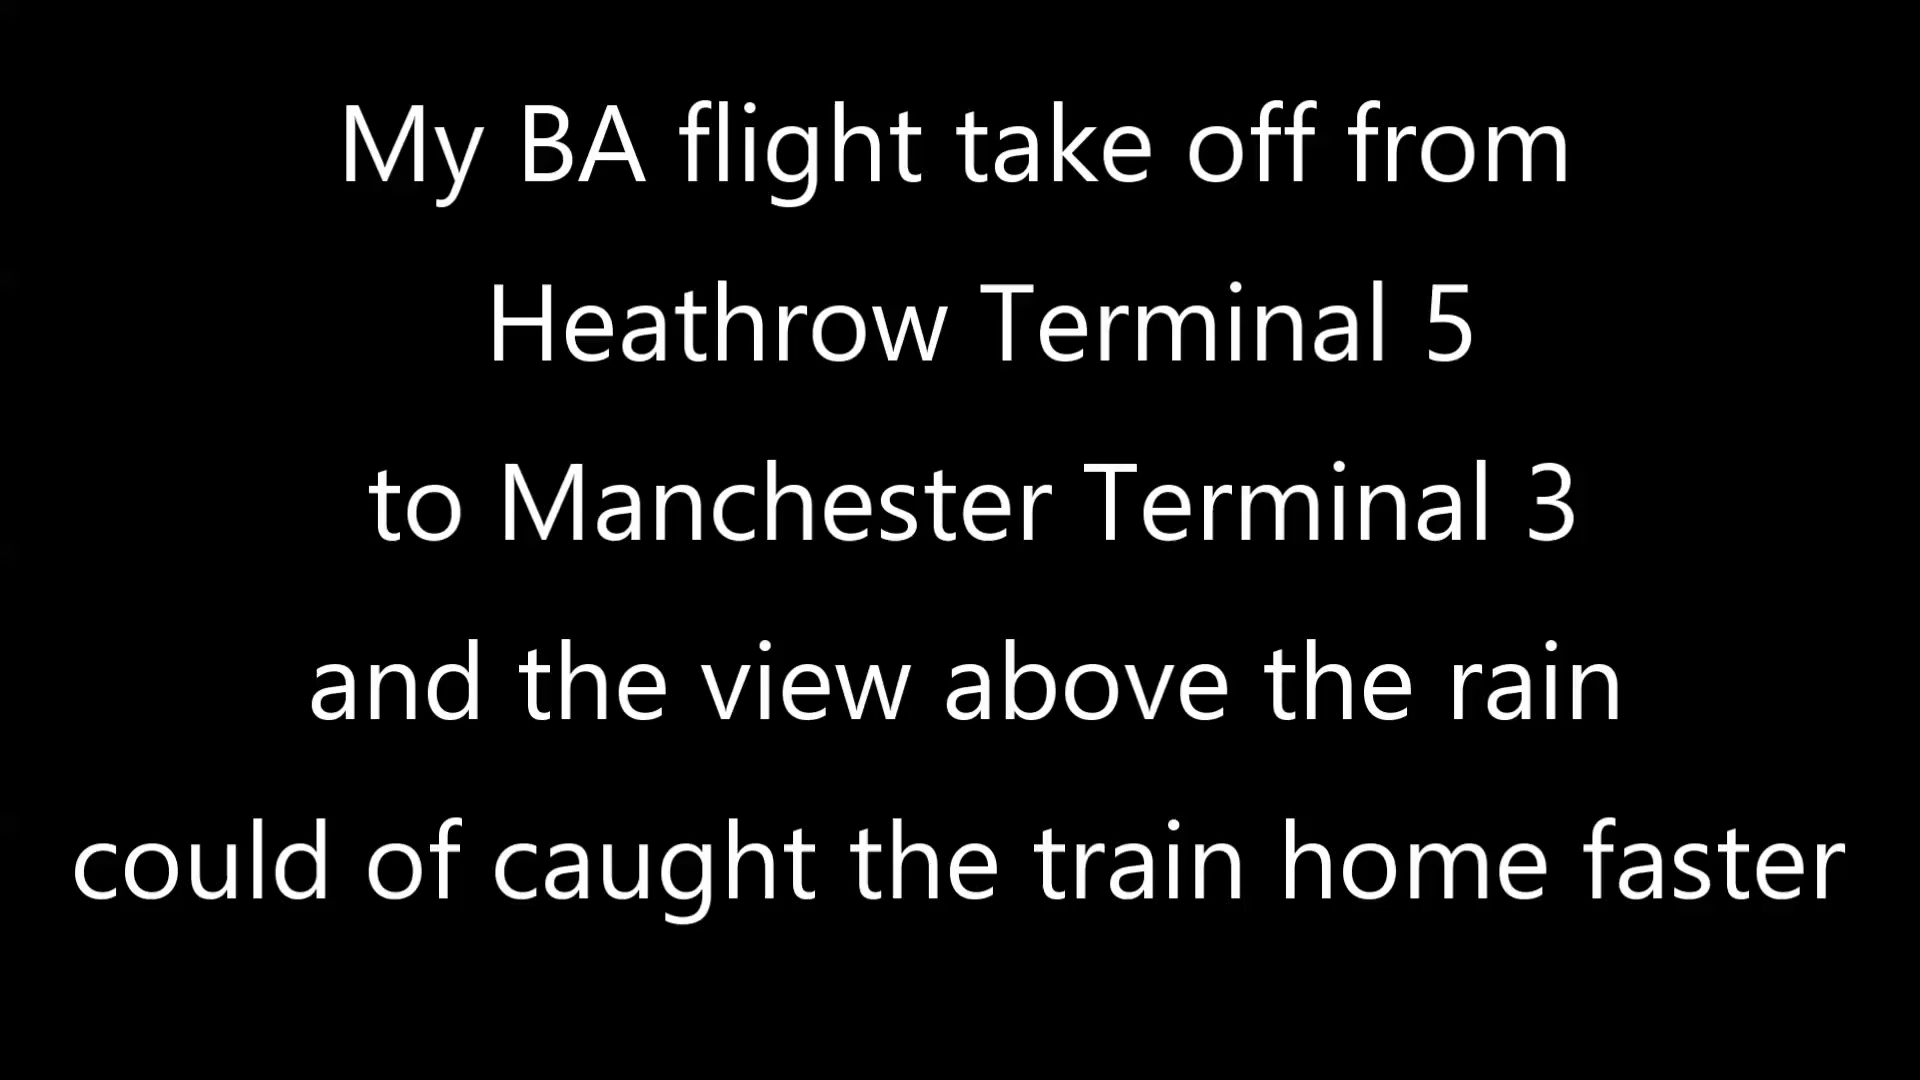 My BA flight take off from
Heathrow Terminal 5
to Manchester Terminal 3
and the view above the rain
could of caught the train home faster